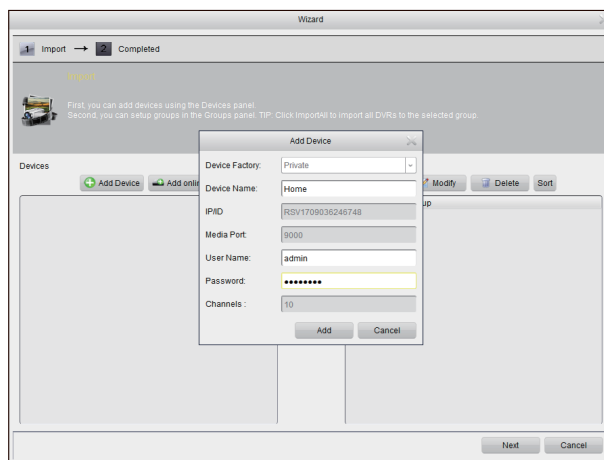 Wizard
1 Import → 2 Completed
Import
First, you can add devices using the Devices panel.
Second, you can setup groups in the Groups panel. TIP: Click ImportAll to import all DVRs to the selected group.
Add Device
Devices
Add Device
Add onlin
Modify
Delete
Sort
up
Device Factory: Private
Device Name: Home
IP/ID RSV1709036246748
Media Port: 9000
User Name: admin
Password: ●●●●●●●●
Channels : 10
Add Cancel
Next Cancel